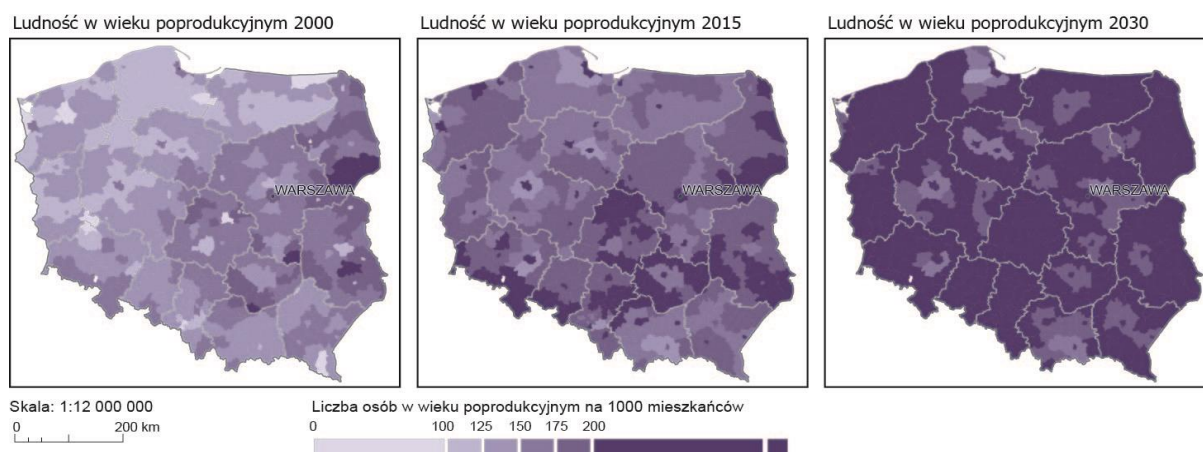 Ludność w wieku poprodukcyjnym 2000
Ludność w wieku poprodukcyjnym 2015
Ludność w wieku poprodukcyjnym 2030
WARSZAWA
WARSZAWA
WARSZAWA
Skala: 1:12 000 000
0 200 km
Liczba osób w wieku poprodukcyjnym na 1000 mieszkańców
0 100 125 150 175 200